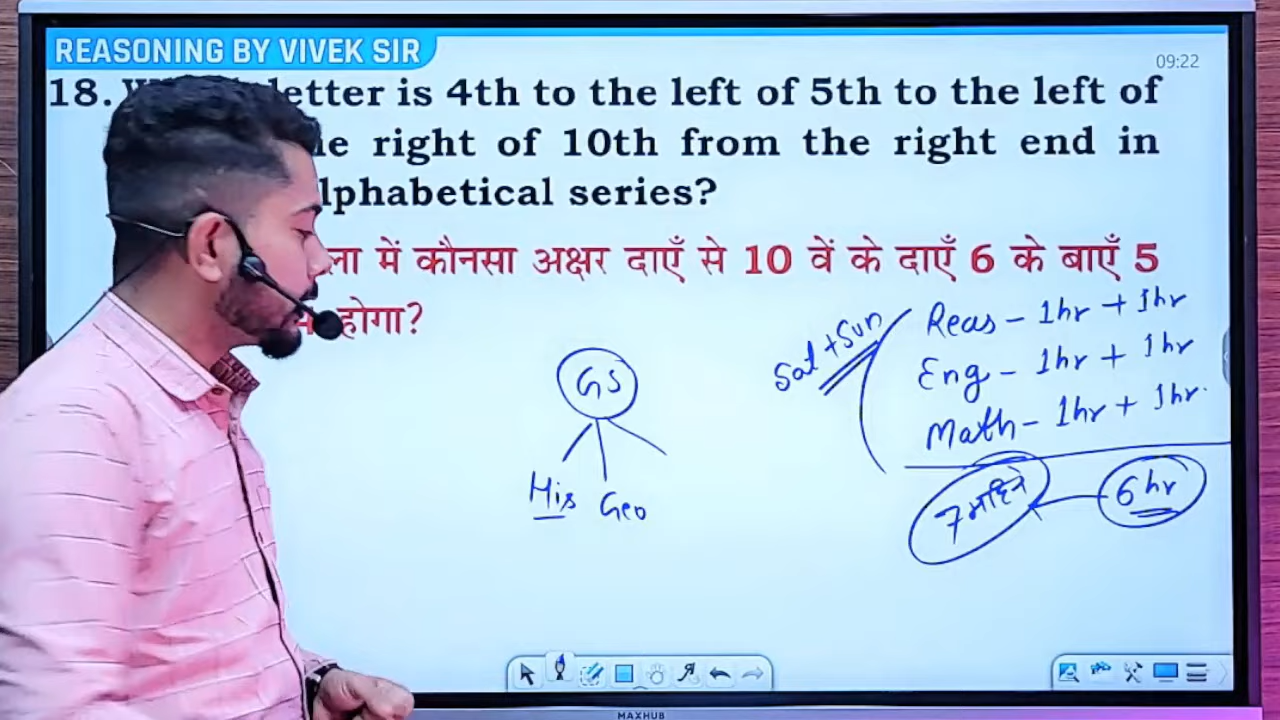 REASONING BY VIVEK SIR
09:22
18. letter is 4th to the left of 5th to the left of
right of 10th from the right end in
alphabetical series?
में कौनसा अक्षर दाएँ से 10 वें के दाएँ 6 के बाएँ 5
होगा?
Sat + Sun
Reas - 1hr + 1hr
Eng - 1hr + 1hr
Math - 1hr + 1hr
GS
His Geo
7 महिने
6 hr
MAXHUB